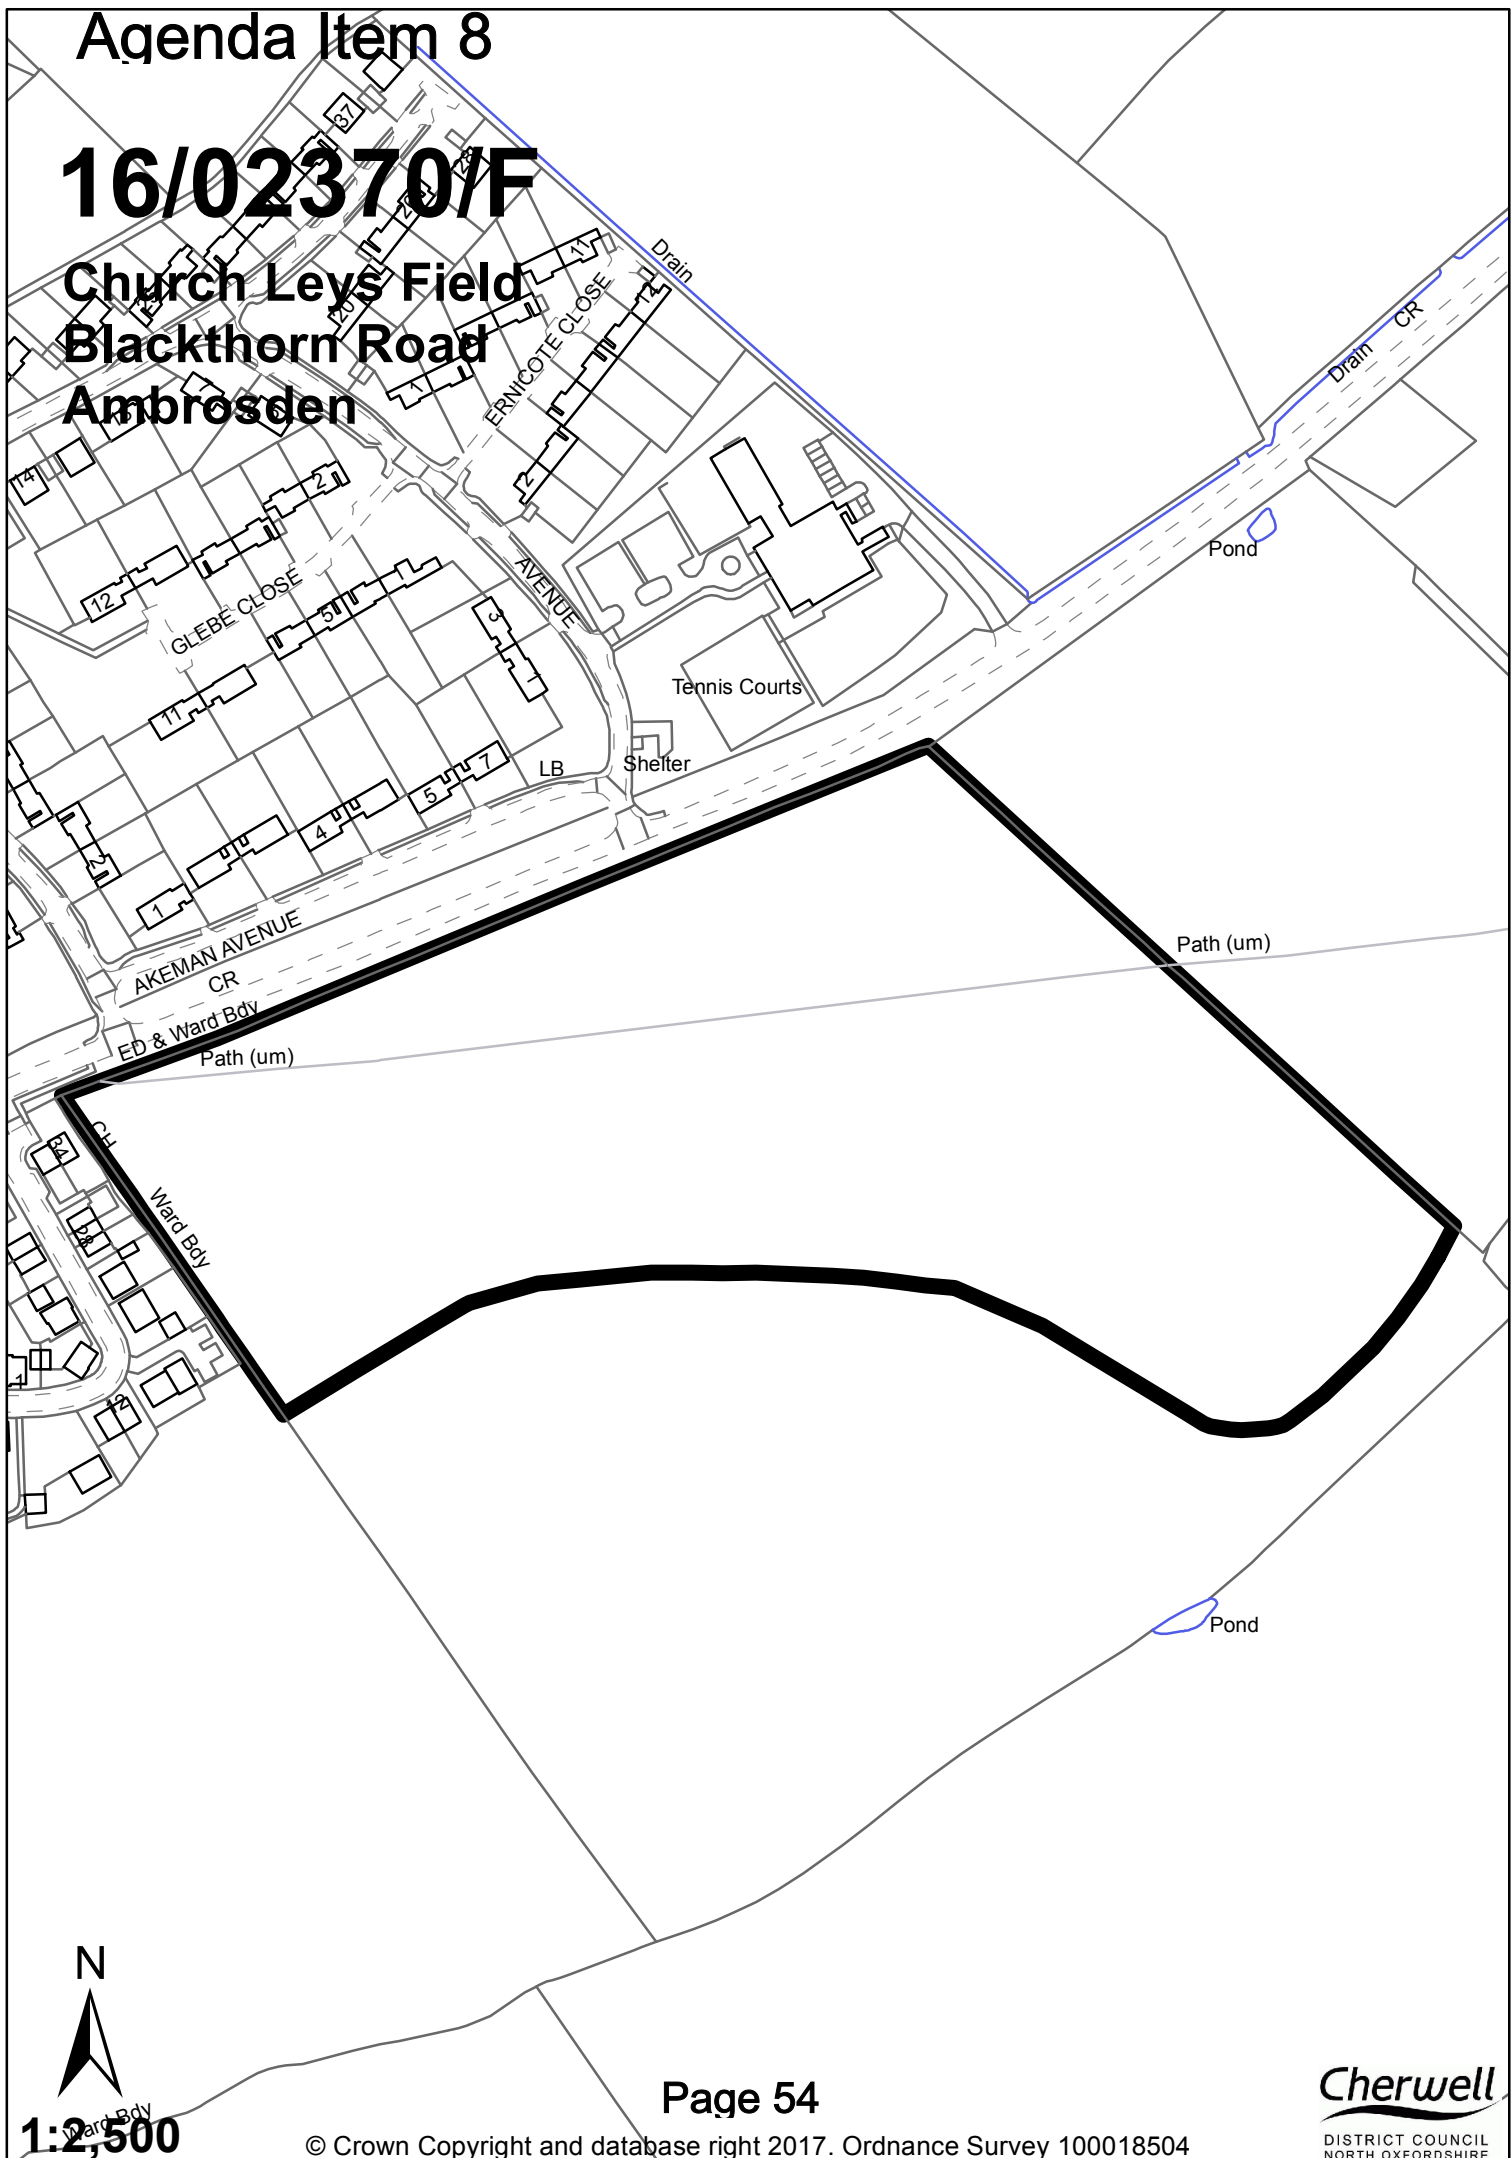 Agenda Item 8
16/02370/F
Church Leys Field
Blackthorn Road
Ambrosden
37
28
11
Drain
12
ERNICOTE CLOSE
1
2
CR
Drain
Pond
14
2
12
GLEBE CLOSE
5
11
AVENUE
3
1
Tennis Courts
LB
Shelter
7
5
4
2
1
AKEMAN AVENUE
CR
ED & Ward Bdy
Path (um)
Path (um)
CH
34
Ward Bdy
28
1
12
Pond
N
Ward Bdy
1:2,500
Page 54
© Crown Copyright and database right 2017. Ordnance Survey 100018504
Cherwell
DISTRICT COUNCIL
NORTH OXFORDSHIRE